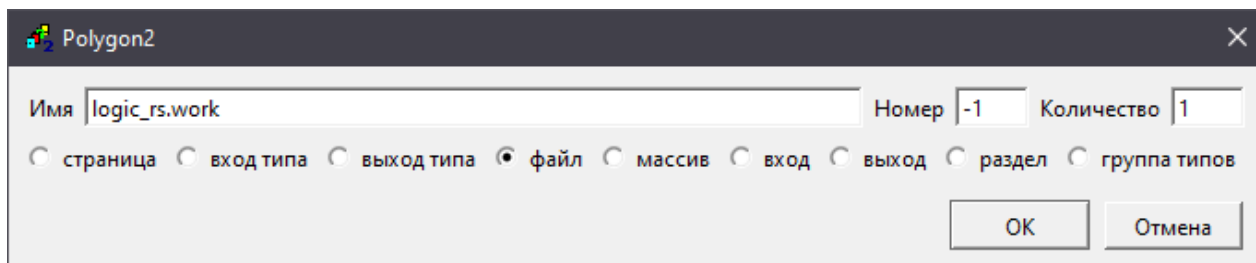 Polygon2
Имя logic_rs.work Номер -1 Количество 1
страница вход типа выход типа файл массив вход выход раздел группа типов
OK Отмена